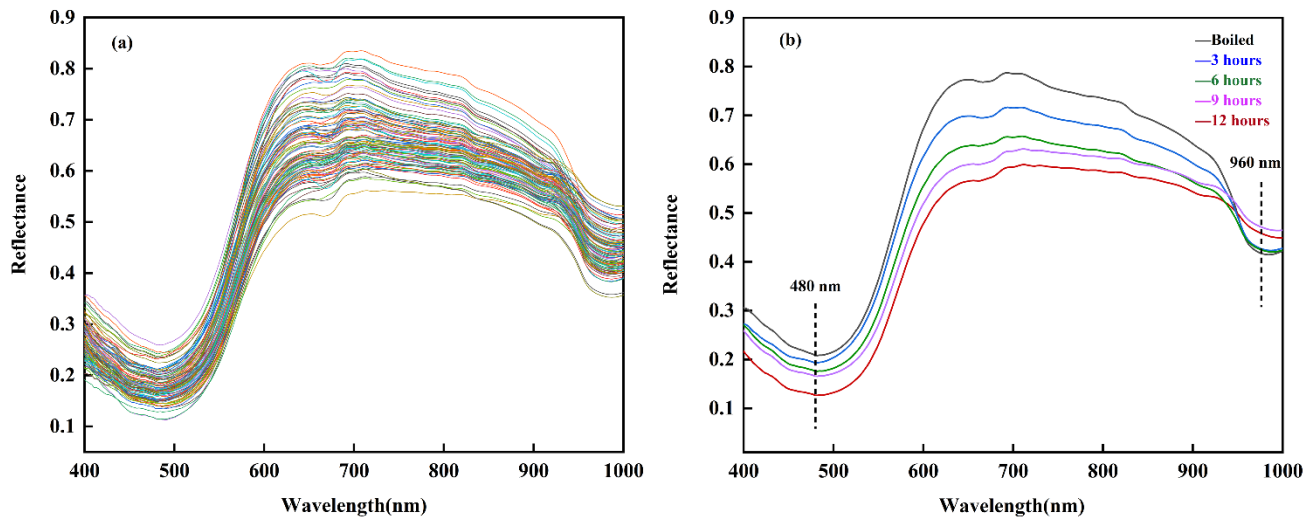 0.9
0.8
0.7
0.6
0.5
0.4
0.3
0.2
0.1
Reflectance
(a)
400 500 600 700 800 900 1000
Wavelength(nm)
0.9
0.8
0.7
0.6
0.5
0.4
0.3
0.2
0.1
Reflectance
(b)
Boiled
3 hours
6 hours
9 hours
12 hours
960 nm
480 nm
400 500 600 700 800 900 1000
Wavelength(nm)